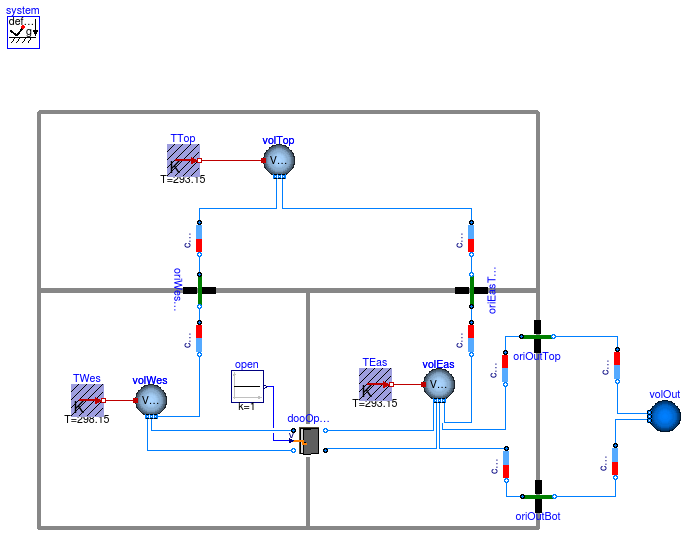 system
def...
g
TTop
K
T=293.15
volTop
V...
c...
c...
oriWes...
oriEasT...
c...
c...
TWes
K
T=298.15
volWes
V...
open
k=1
dooOp...
TEas
K
T=293.15
volEas
V...
c...
oriOutTop
c...
volOut
c...
c...
oriOutBot